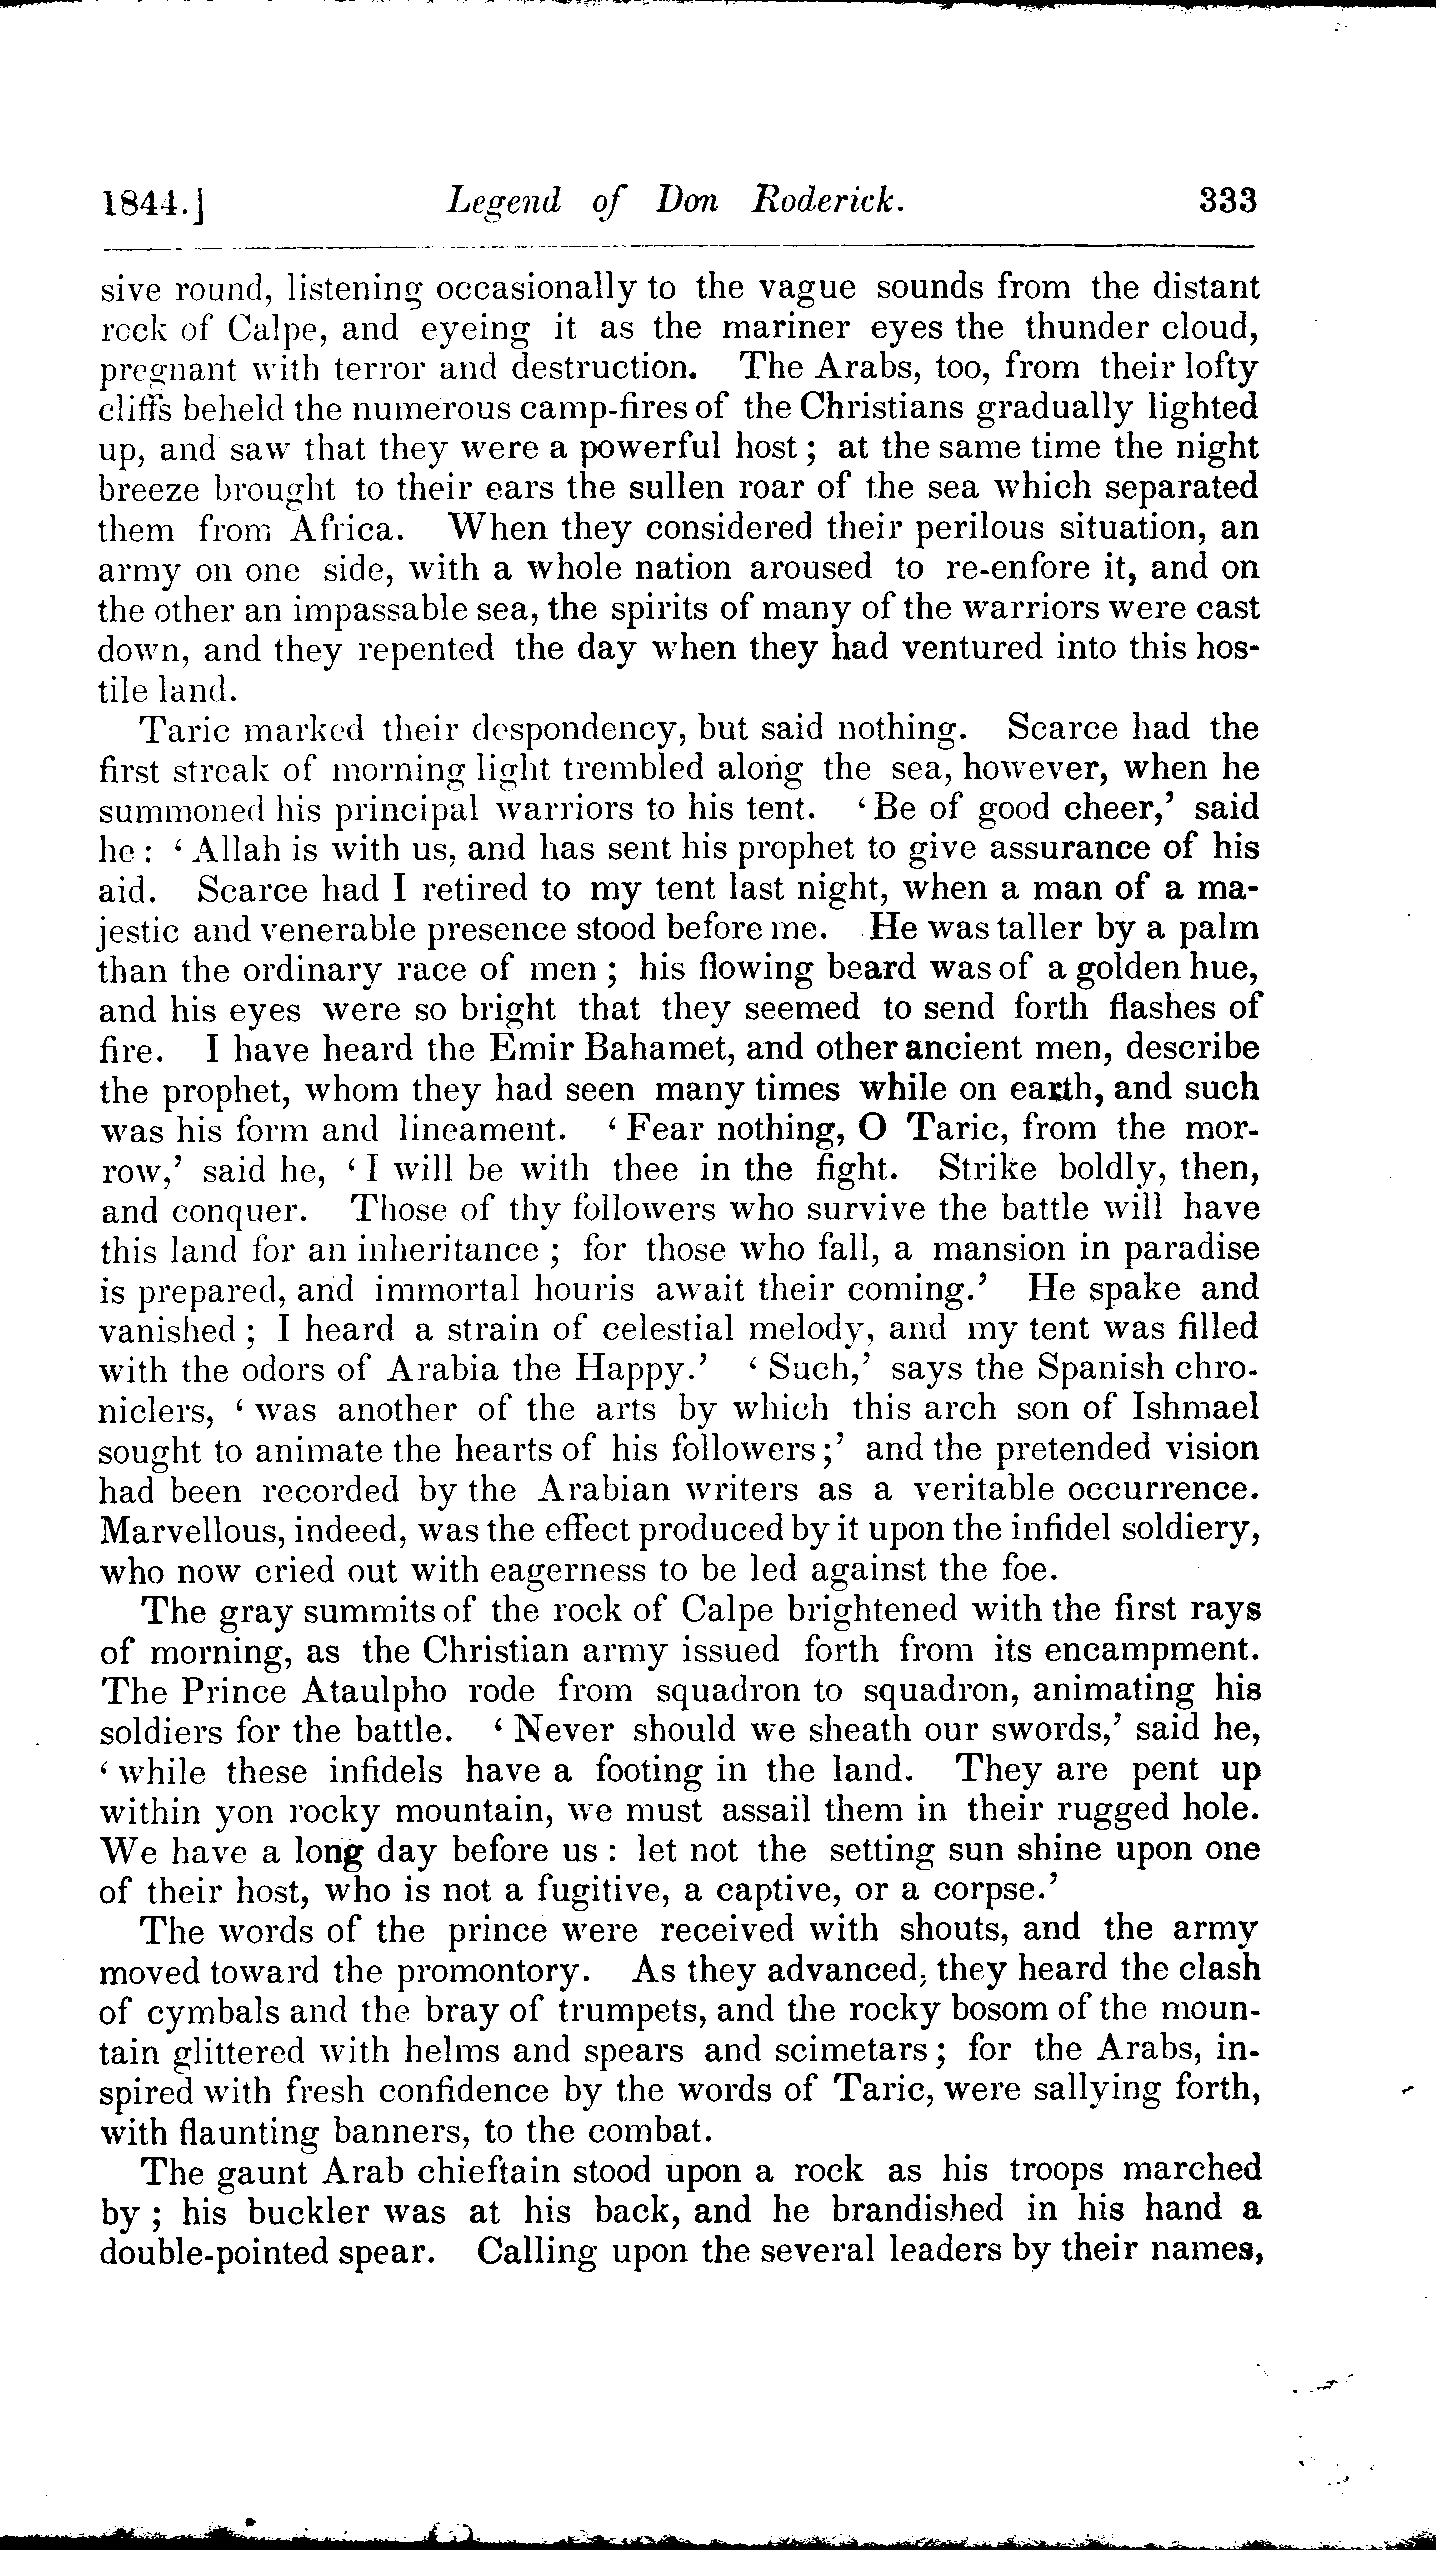 1844.] Legend of Don Roderick. 333
sive round, listening occasionally to the vague sounds from the distant
rock of Calpe, and eyeing it as the mariner eyes the thunder cloud,
pregnant with terror and destruction. The Arabs, too, from their lofty
cliffs beheld the numerous camp-fires of the Christians gradually lighted
up, and saw that they were a powerful host; at the same time the night
breeze brought to their ears the sullen roar of the sea which separated
them from Africa. When they considered their perilous situation, an
army on one side, with a whole nation aroused to re-enfore it, and on
the other an impassable sea, the spirits of many of the warriors were cast
down, and they repented the day when they had ventured into this hos-
tile land.
Taric marked their despondency, but said nothing. Scarce had the
first streak of morning light trembled along the sea, however, when he
summoned his principal warriors to his tent. 'Be of good cheer,' said
he: 'Allah is with us, and has sent his prophet to give assurance of his
aid. Scarce had I retired to my tent last night, when a man of a ma-
jestic and venerable presence stood before me. He was taller by a palm
than the ordinary race of men; his flowing beard was of a golden hue,
and his eyes were so bright that they seemed to send forth flashes of
fire. I have heard the Emir Bahamet, and other ancient men, describe
the prophet, whom they had seen many times while on earth, and such
was his form and lineament. 'Fear nothing, O Taric, from the mor-
row,' said he, 'I will be with thee in the fight. Strike boldly, then,
and conquer. Those of thy followers who survive the battle will have
this land for an inheritance; for those who fall, a mansion in paradise
is prepared, and immortal houris await their coming.' He spake and
vanished; I heard a strain of celestial melody, and my tent was filled
with the odors of Arabia the Happy.' 'Such,' says the Spanish chro-
niclers, 'was another of the arts by which this arch son of Ishmael
sought to animate the hearts of his followers;' and the pretended vision
had been recorded by the Arabian writers as a veritable occurrence.
Marvellous, indeed, was the effect produced by it upon the infidel soldiery,
who now cried out with eagerness to be led against the foe.
The gray summits of the rock of Calpe brightened with the first rays
of morning, as the Christian army issued forth from its encampment.
The Prince Ataulpho rode from squadron to squadron, animating his
soldiers for the battle. 'Never should we sheath our swords,' said he,
'while these infidels have a footing in the land. They are pent up
within yon rocky mountain, we must assail them in their rugged hole.
We have a long day before us: let not the setting sun shine upon one
of their host, who is not a fugitive, a captive, or a corpse.'
The words of the prince were received with shouts, and the army
moved toward the promontory. As they advanced, they heard the clash
of cymbals and the bray of trumpets, and the rocky bosom of the moun-
tain glittered with helms and spears and scimetars; for the Arabs, in-
spired with fresh confidence by the words of Taric, were sallying forth,
with flaunting banners, to the combat.
The gaunt Arab chieftain stood upon a rock as his troops marched
by; his buckler was at his back, and he brandished in his hand a
double-pointed spear. Calling upon the several leaders by their names,